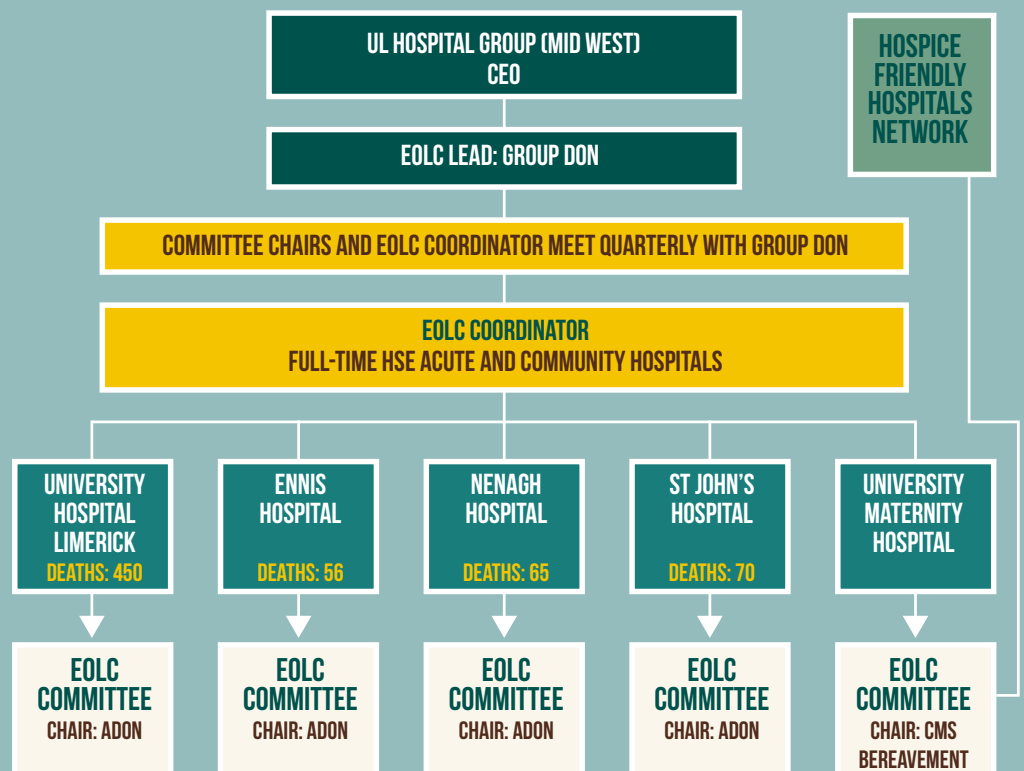 UL HOSPITAL GROUP (MID WEST)
CEO
HOSPICE
FRIENDLY
HOSPITALS
NETWORK
EOLC LEAD: GROUP DON
COMMITTEE CHAIRS AND EOLC COORDINATOR MEET QUARTERLY WITH GROUP DON
EOLC COORDINATOR
FULL-TIME HSE ACUTE AND COMMUNITY HOSPITALS
UNIVERSITY
HOSPITAL
LIMERICK
DEATHS: 450
ENNIS
HOSPITAL
DEATHS: 56
NENAGH
HOSPITAL
DEATHS: 65
ST JOHN'S
HOSPITAL
DEATHS: 70
UNIVERSITY
MATERNITY
HOSPITAL
EOLC
COMMITTEE
CHAIR: ADON
EOLC
COMMITTEE
CHAIR: ADON
EOLC
COMMITTEE
CHAIR: ADON
EOLC
COMMITTEE
CHAIR: ADON
EOLC
COMMITTEE
CHAIR: CMS
BEREAVEMENT